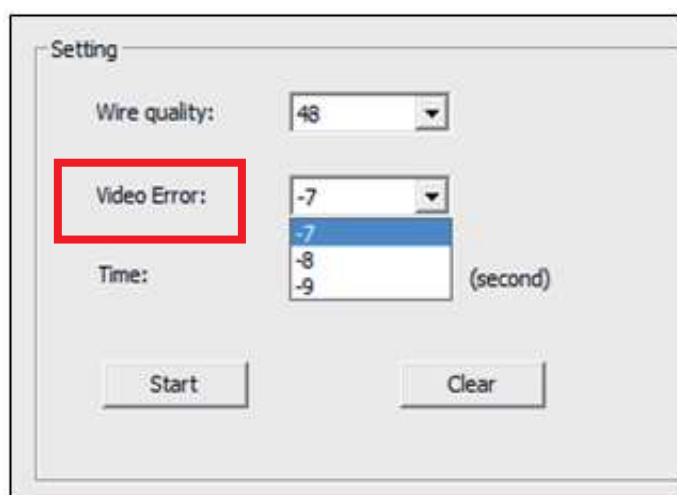 Setting
Wire quality: 48
Video Error: -7
-7
-8
Time: (second)
-9
Start Clear